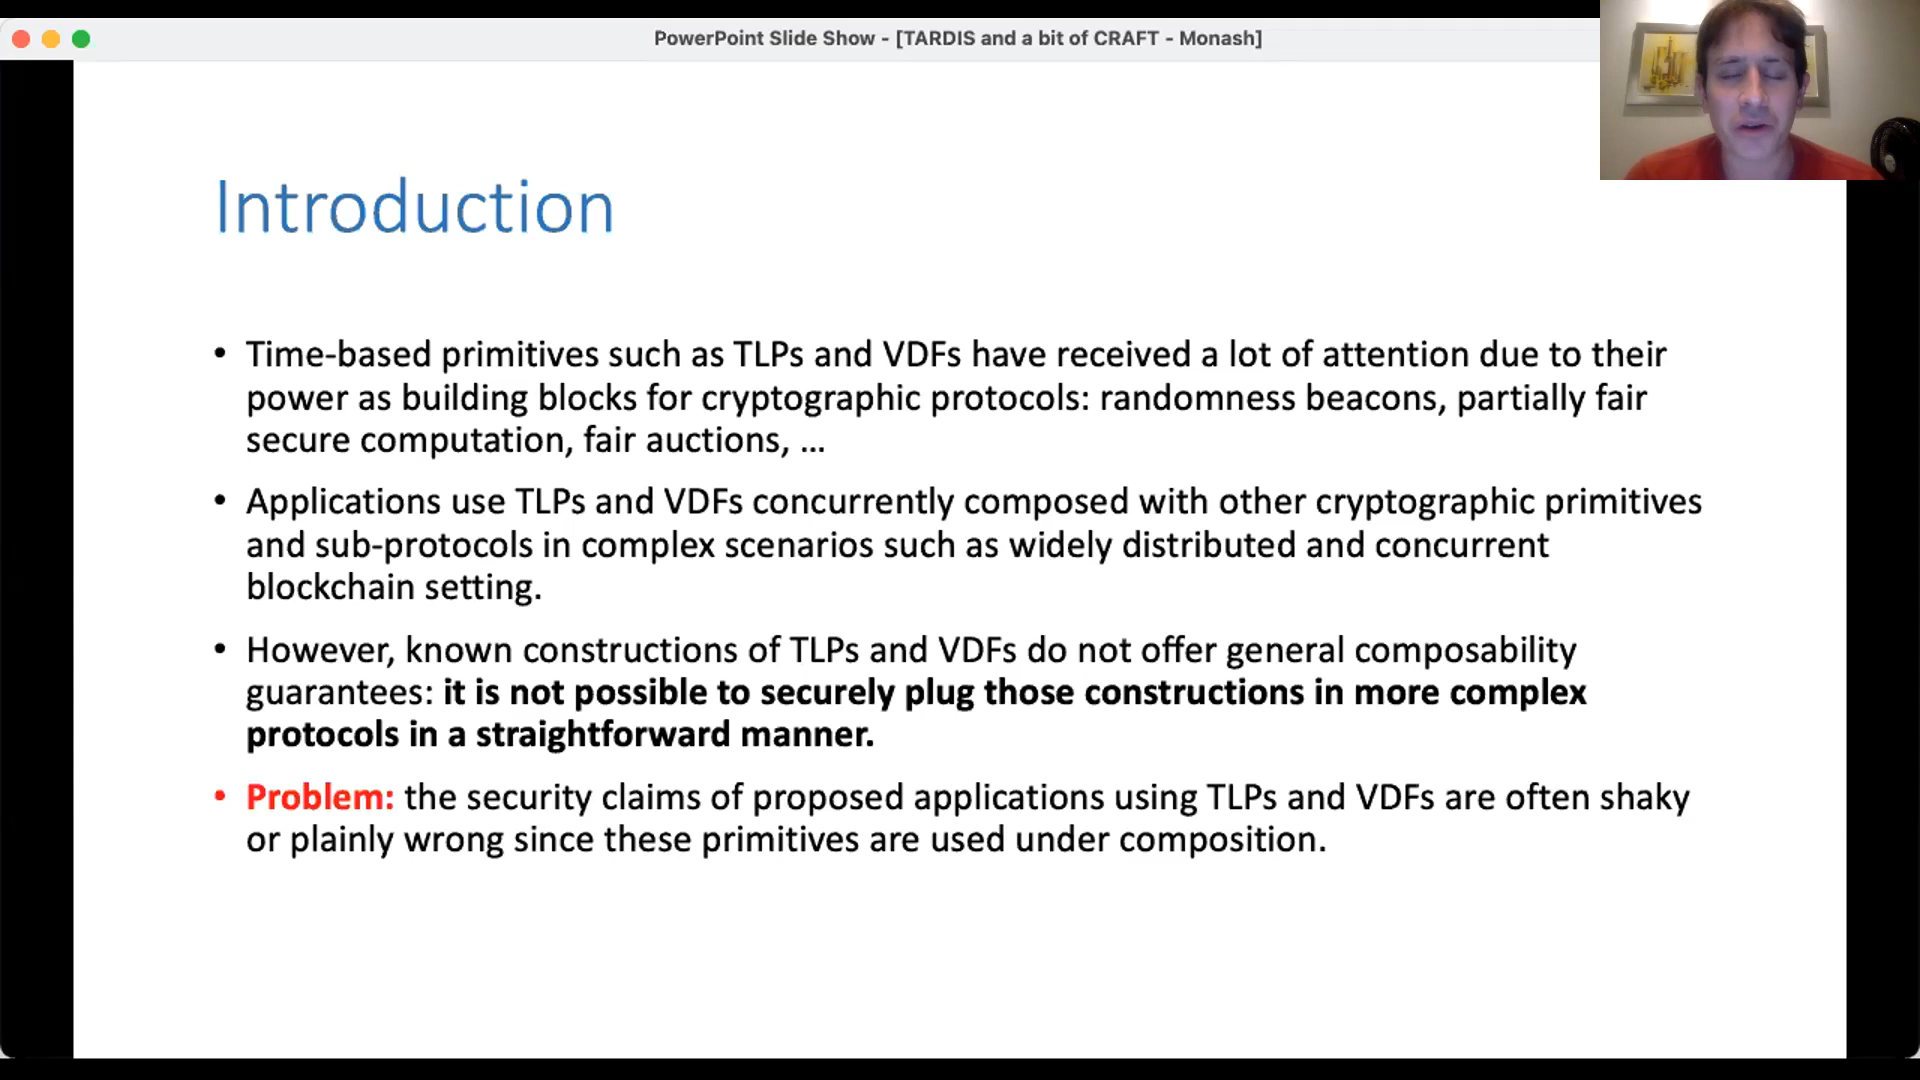 PowerPoint Slide Show - [TARDIS and a bit of CRAFT - Monash]
Introduction
• Time-based primitives such as TLPs and VDFs have received a lot of attention due to their
power as building blocks for cryptographic protocols: randomness beacons, partially fair
secure computation, fair auctions, ...
• Applications use TLPs and VDFs concurrently composed with other cryptographic primitives
and sub-protocols in complex scenarios such as widely distributed and concurrent
blockchain setting.
• However, known constructions of TLPs and VDFs do not offer general composability
guarantees: it is not possible to securely plug those constructions in more complex
protocols in a straightforward manner.
• Problem: the security claims of proposed applications using TLPs and VDFs are often shaky
or plainly wrong since these primitives are used under composition.